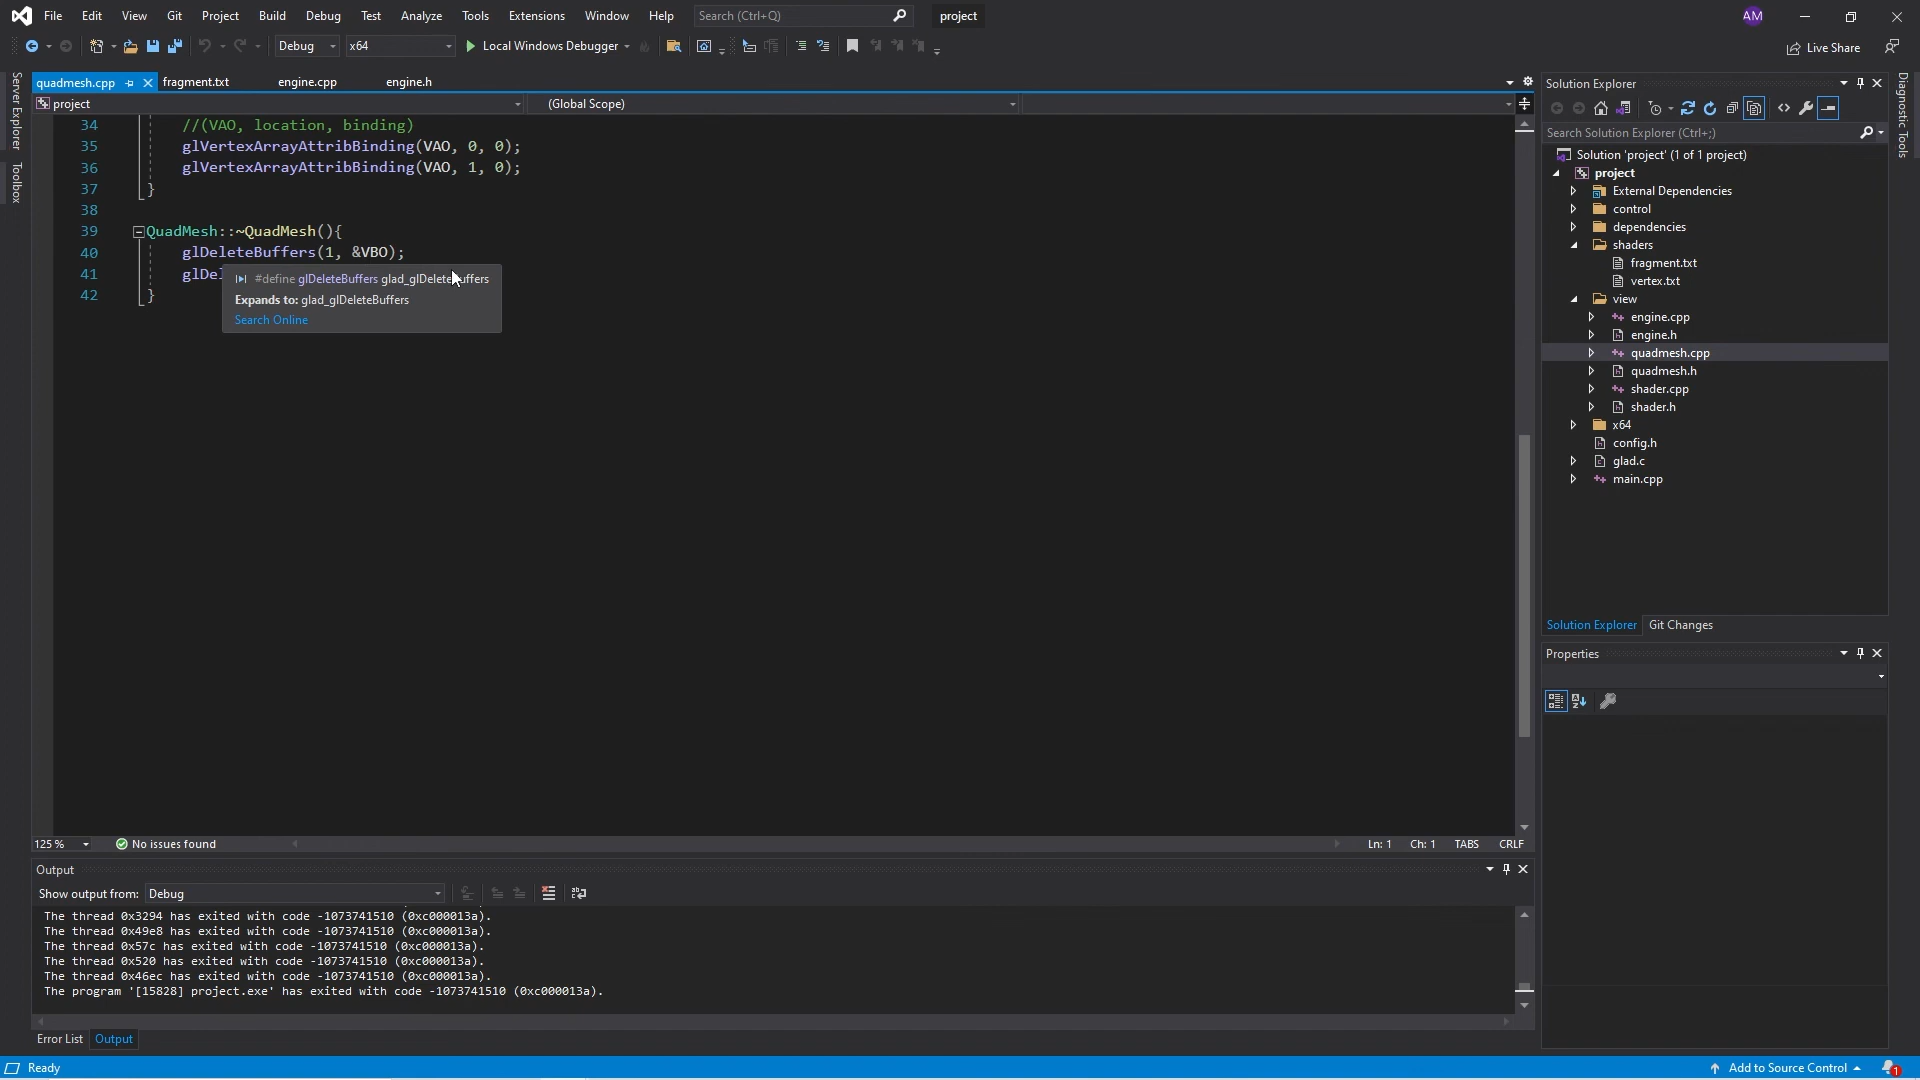 File Edit View Git Project Build Debug Test Analyze Tools Extensions Window Help Search (Ctrl+Q) project AM
Debug x64 Local Windows Debugger Live Share
Server Explorer
Toolbox
quadmesh.cpp fragment.txt engine.cpp engine.h
project (Global Scope)
34 //(VAO, location, binding)
35 glVertexArrayAttribBinding(VAO, 0, 0);
36 glVertexArrayAttribBinding(VAO, 1, 0);
37 }
38
39 QuadMesh::~QuadMesh(){
40 glDeleteBuffers(1, &VBO);
41 glDel
42 }
#define glDeleteBuffers glad_glDeleteBuffers
Expands to: glad_glDeleteBuffers
Search Online
125 % No issues found Ln: 1 Ch: 1 TABS CRLF
Output
Show output from: Debug
The thread 0x3294 has exited with code -1073741510 (0xc000013a).
The thread 0x49e8 has exited with code -1073741510 (0xc000013a).
The thread 0x57c has exited with code -1073741510 (0xc000013a).
The thread 0x520 has exited with code -1073741510 (0xc000013a).
The thread 0x46ec has exited with code -1073741510 (0xc000013a).
The program '[15828] project.exe' has exited with code -1073741510 (0xc000013a).
Error List Output
Solution Explorer
Search Solution Explorer (Ctrl+;)
Solution 'project' (1 of 1 project)
project
External Dependencies
control
dependencies
shaders
fragment.txt
vertex.txt
view
engine.cpp
engine.h
quadmesh.cpp
quadmesh.h
shader.cpp
shader.h
x64
config.h
glad.c
main.cpp
Solution Explorer Git Changes
Properties
Diagnostic Tools
Ready Add to Source Control 1